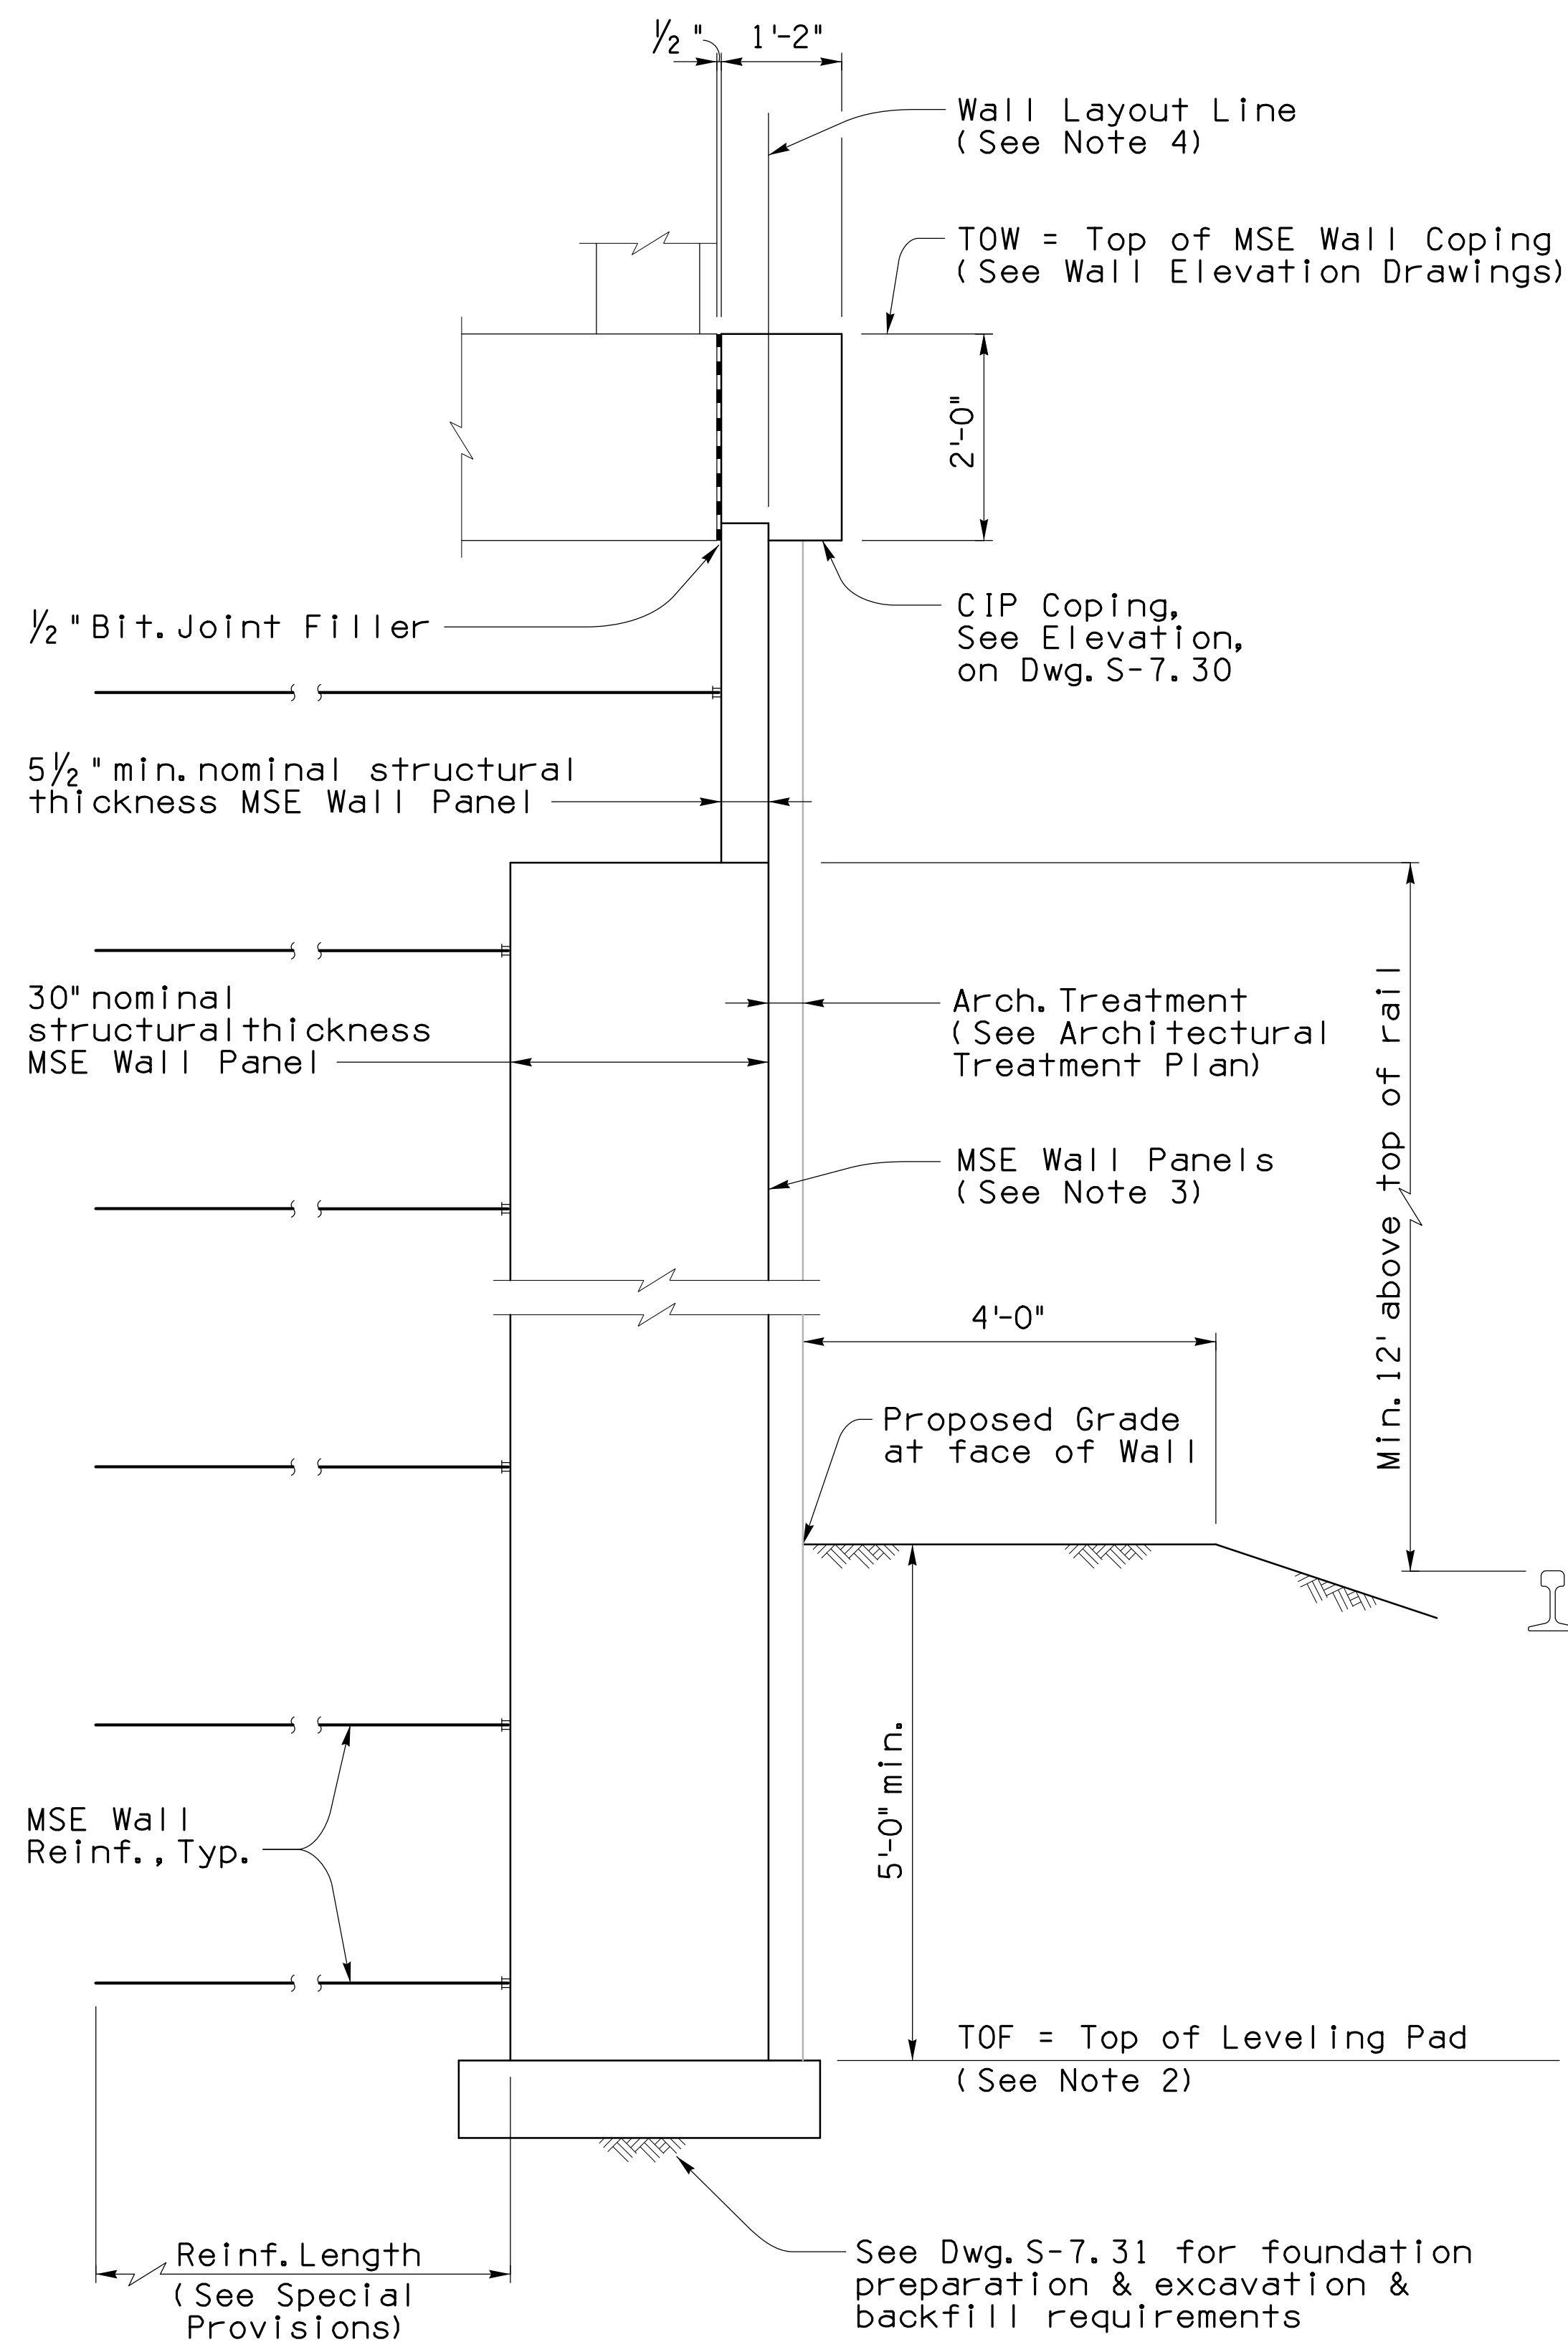 ½" 1'-2"
Wall Layout Line
(See Note 4)
TOW = Top of MSE Wall Coping
(See Wall Elevation Drawings)
2'-0"
½" Bit. Joint Filler
CIP Coping,
See Elevation,
on Dwg. S-7.30
5½" min. nominal structural
thickness MSE Wall Panel
30" nominal
structural thickness
MSE Wall Panel
Arch. Treatment
(See Architectural
Treatment Plan)
Min. 12' above top of rail
MSE Wall Panels
(See Note 3)
4'-0"
Proposed Grade
at face of Wall
5'-0" min.
MSE Wall
Reinf., Typ.
TOF = Top of Leveling Pad
(See Note 2)
Reinf. Length
(See Special
Provisions)
See Dwg. S-7.31 for foundation
preparation & excavation &
backfill requirements